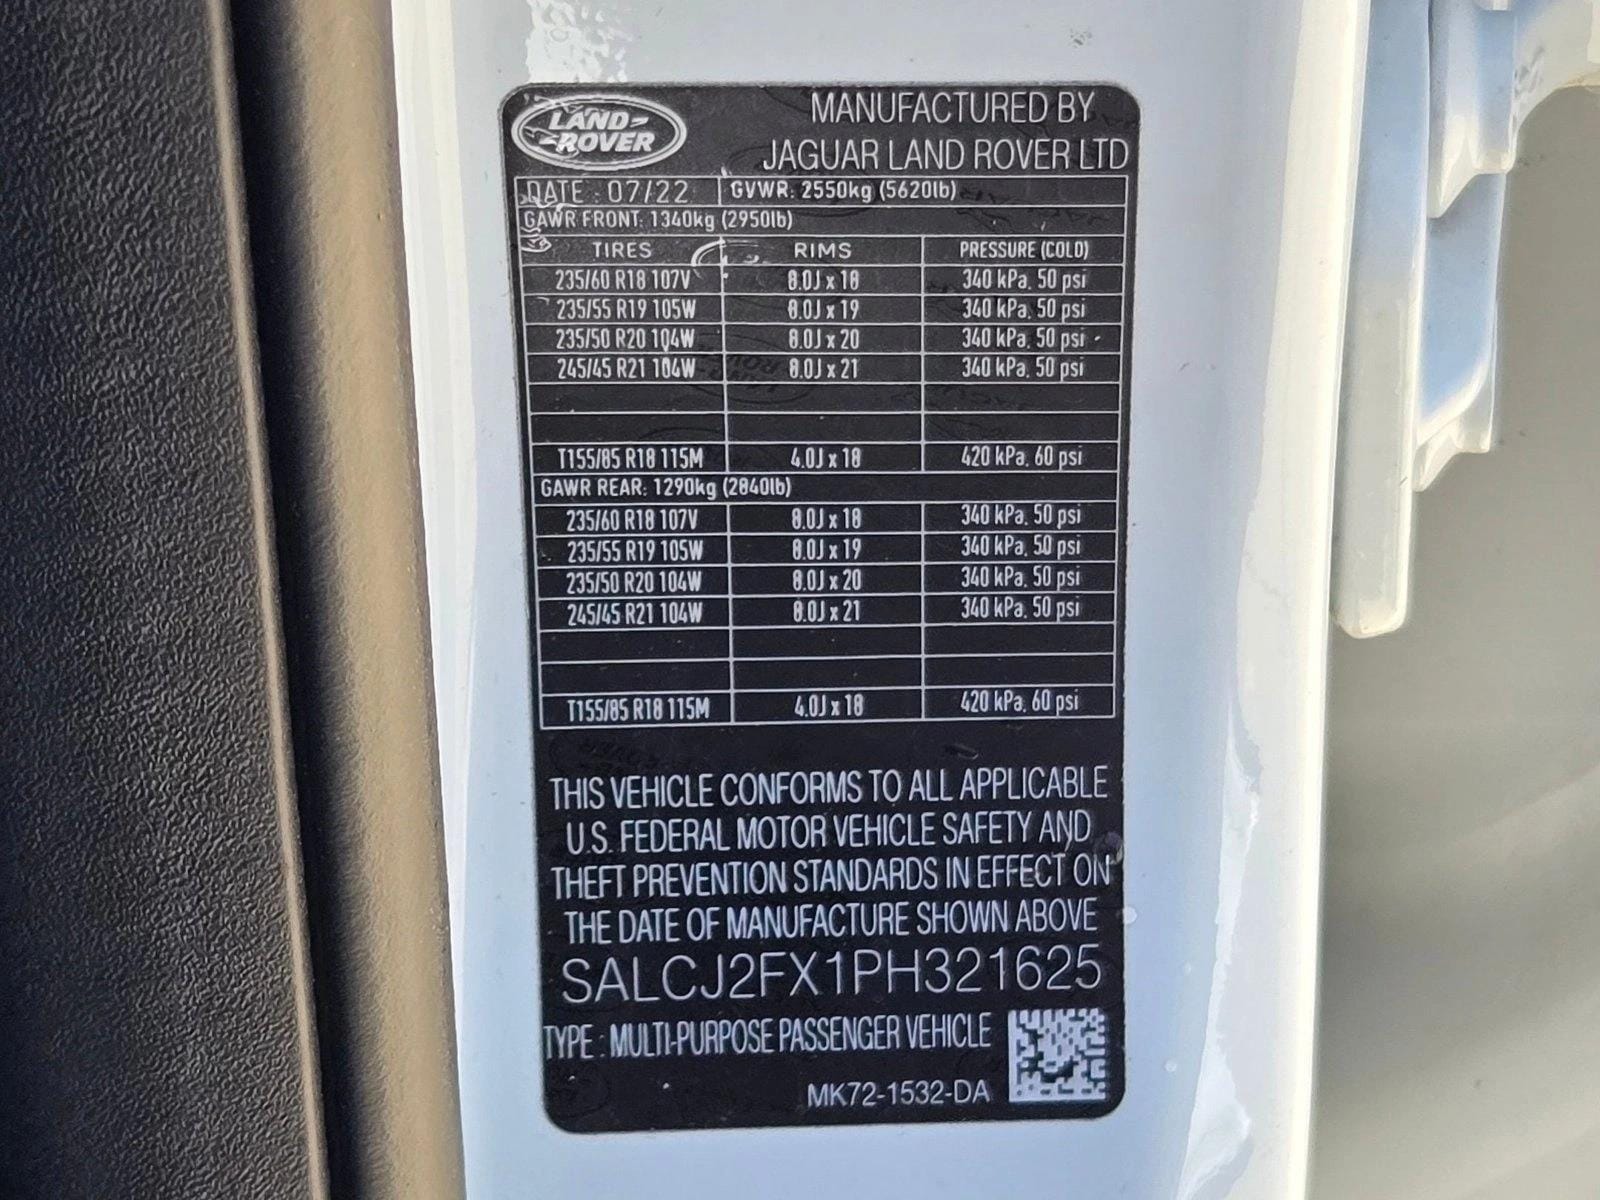 LAND-
-ROVER
MANUFACTURED BY
JAGUAR LAND ROVER LTD
DATE : 07/22 GVWR: 2550kg (5620lb)
GAWR FRONT: 1340kg (2950lb)
TIRES RIMS PRESSURE (COLD)
235/60 R18 107V 8.0J x 18 340 kPa, 50 psi
235/55 R19 105W 8.0J x 19 340 kPa, 50 psi
235/50 R20 104W 8.0J x 20 340 kPa, 50 psi
245/45 R21 104W 8.0J x 21 340 kPa, 50 psi
T155/85 R18 115M 4.0J x 18 420 kPa, 60 psi
GAWR REAR: 1290kg (2840lb)
235/60 R18 107V 8.0J x 18 340 kPa, 50 psi
235/55 R19 105W 8.0J x 19 340 kPa, 50 psi
235/50 R20 104W 8.0J x 20 340 kPa, 50 psi
245/45 R21 104W 8.0J x 21 340 kPa, 50 psi
T155/85 R18 115M 4.0J x 18 420 kPa, 60 psi
THIS VEHICLE CONFORMS TO ALL APPLICABLE
U.S. FEDERAL MOTOR VEHICLE SAFETY AND
THEFT PREVENTION STANDARDS IN EFFECT ON
THE DATE OF MANUFACTURE SHOWN ABOVE
SALCJ2FX1PH321625
TYPE : MULTI-PURPOSE PASSENGER VEHICLE
MK72-1532-DA